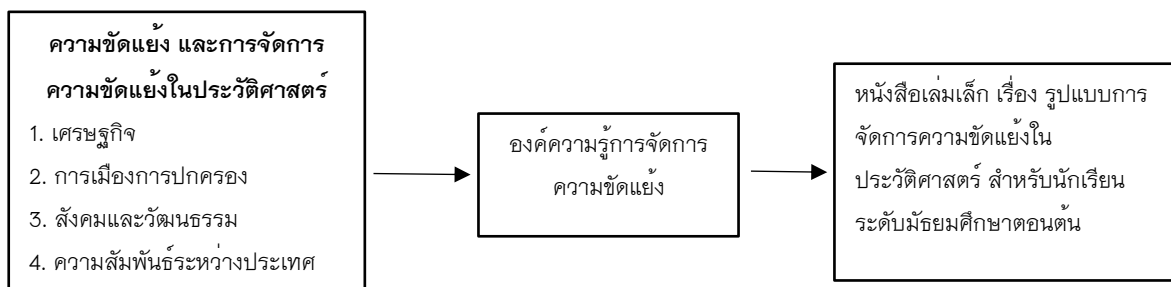 ความขัดแย้ง และการจัดการ
ความขัดแย้งในประวัติศาสตร์
1. เศรษฐกิจ
2. การเมืองการปกครอง
3. สังคมและวัฒนธรรม
4. ความสัมพันธ์ระหว่างประเทศ
องค์ความรู้การจัดการ
ความขัดแย้ง
หนังสือเล่มเล็ก เรื่อง รูปแบบการ
จัดการความขัดแย้งใน
ประวัติศาสตร์ สำหรับนักเรียน
ระดับมัธยมศึกษาตอนต้น